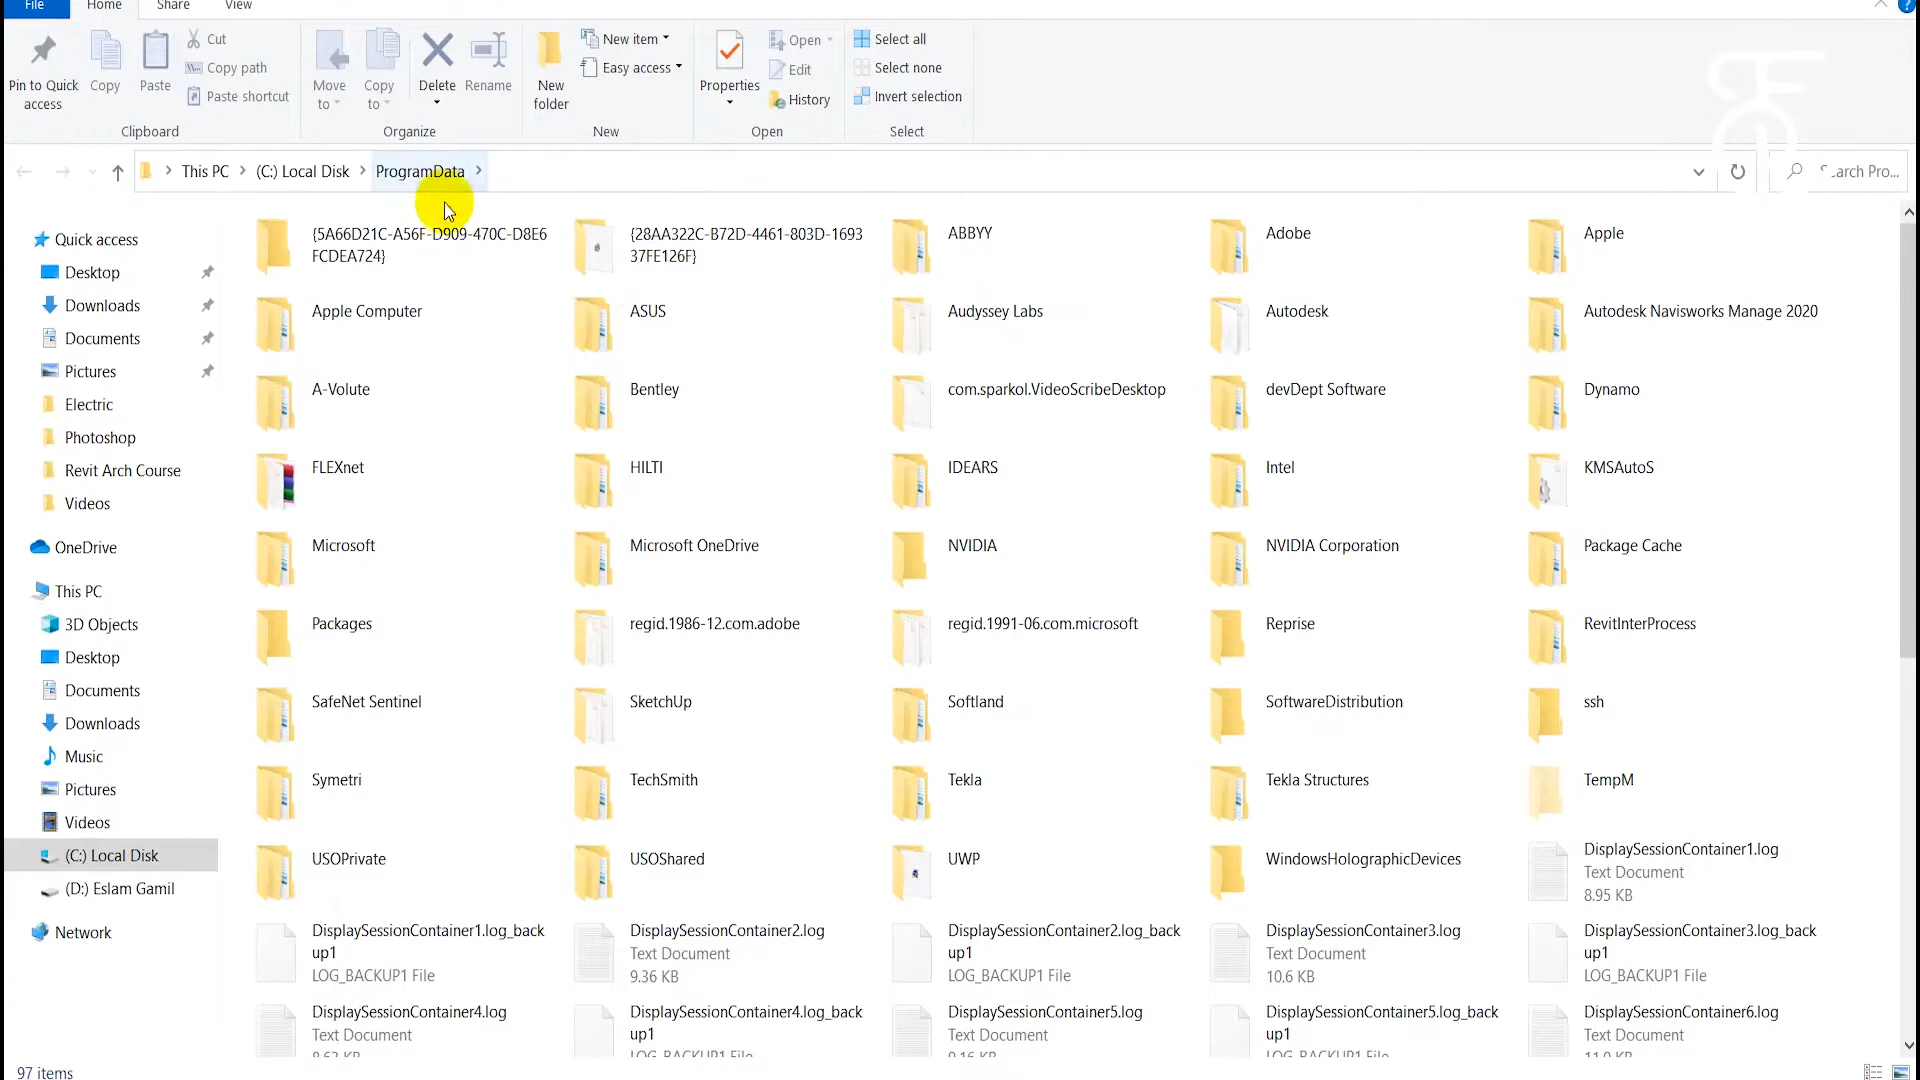 File Home Share View
Pin to Quick access
Copy
Paste
Cut
Copy path
Paste shortcut
Clipboard
Move to
Copy to
Delete
Rename
Organize
New folder
New item
Easy access
New
Properties
Open
Edit
History
Open
Select all
Select none
Invert selection
Select
This PC > (C:) Local Disk > ProgramData >
arch Pro...
Quick access
Desktop
Downloads
Documents
Pictures
Electric
Photoshop
Revit Arch Course
Videos
OneDrive
This PC
3D Objects
Desktop
Documents
Downloads
Music
Pictures
Videos
(C:) Local Disk
(D:) Eslam Gamil
Network
{5A66D21C-A56F-D909-470C-D8E6
FCDEA724}
{28AA322C-B72D-4461-803D-1693
37FE126F}
ABBYY
Adobe
Apple
Apple Computer
ASUS
Audyssey Labs
Autodesk
Autodesk Navisworks Manage 2020
A-Volute
Bentley
com.sparkol.VideoScribeDesktop
devDept Software
Dynamo
FLEXnet
HILTI
IDEARS
Intel
KMSAutoS
Microsoft
Microsoft OneDrive
NVIDIA
NVIDIA Corporation
Package Cache
Packages
regid.1986-12.com.adobe
regid.1991-06.com.microsoft
Reprise
RevitInterProcess
SafeNet Sentinel
SketchUp
Softland
SoftwareDistribution
ssh
Symetri
TechSmith
Tekla
Tekla Structures
TempM
USOPrivate
USOShared
UWP
WindowsHolographicDevices
DisplaySessionContainer1.log
Text Document
8.95 KB
DisplaySessionContainer1.log_back
up1
LOG_BACKUP1 File
DisplaySessionContainer2.log
Text Document
9.36 KB
DisplaySessionContainer2.log_back
up1
LOG_BACKUP1 File
DisplaySessionContainer3.log
Text Document
10.6 KB
DisplaySessionContainer3.log_back
up1
LOG_BACKUP1 File
DisplaySessionContainer4.log
Text Document
DisplaySessionContainer4.log_back
up1
LOG_BACKUP1 File
DisplaySessionContainer5.log
Text Document
9.16 KB
DisplaySessionContainer5.log_back
up1
LOG_BACKUP1 File
DisplaySessionContainer6.log
Text Document
97 items